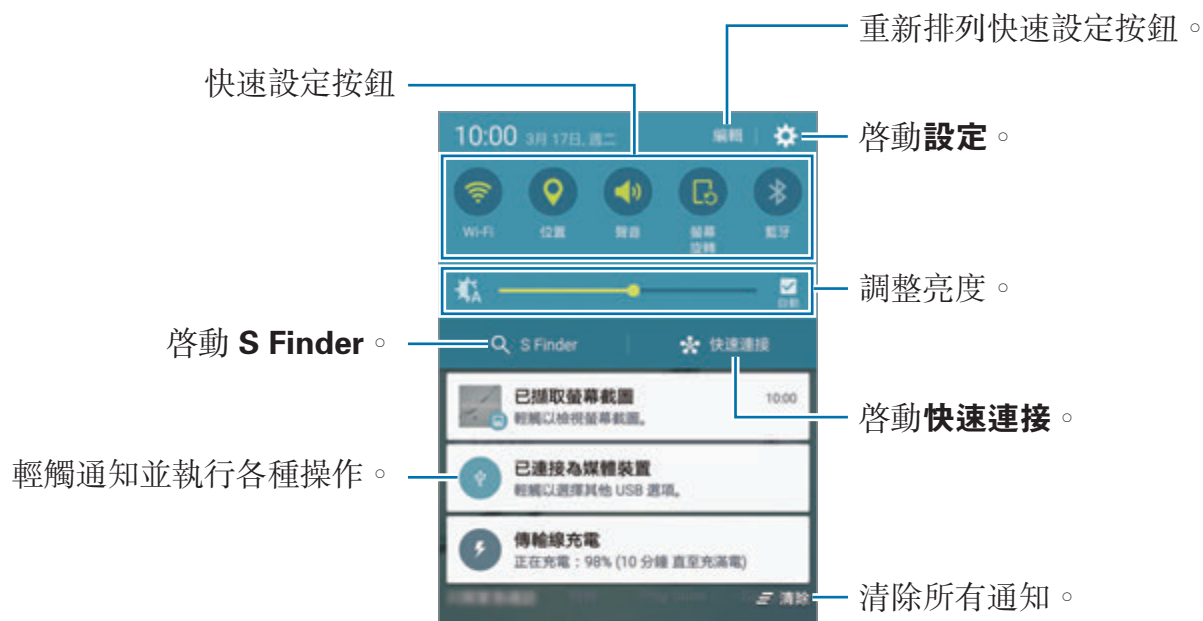 重新排列快速設定按鈕。
快速設定按鈕
10:00 3月 17日, 週二 編輯
啓動設定。
Wi-Fi 位置 聲音 螢幕 藍牙
旋轉
調整亮度。
自動
啓動 S Finder。
S Finder 快速連接
已擷取螢幕截圖 10:00
輕觸以檢視螢幕截圖。
啓動快速連接。
已連接為媒體裝置
輕觸以選擇其他 USB 選項。
輕觸通知並執行各種操作。
傳輸線充電
正在充電：98% (10 分鐘 直至充滿電)
清除
清除所有通知。